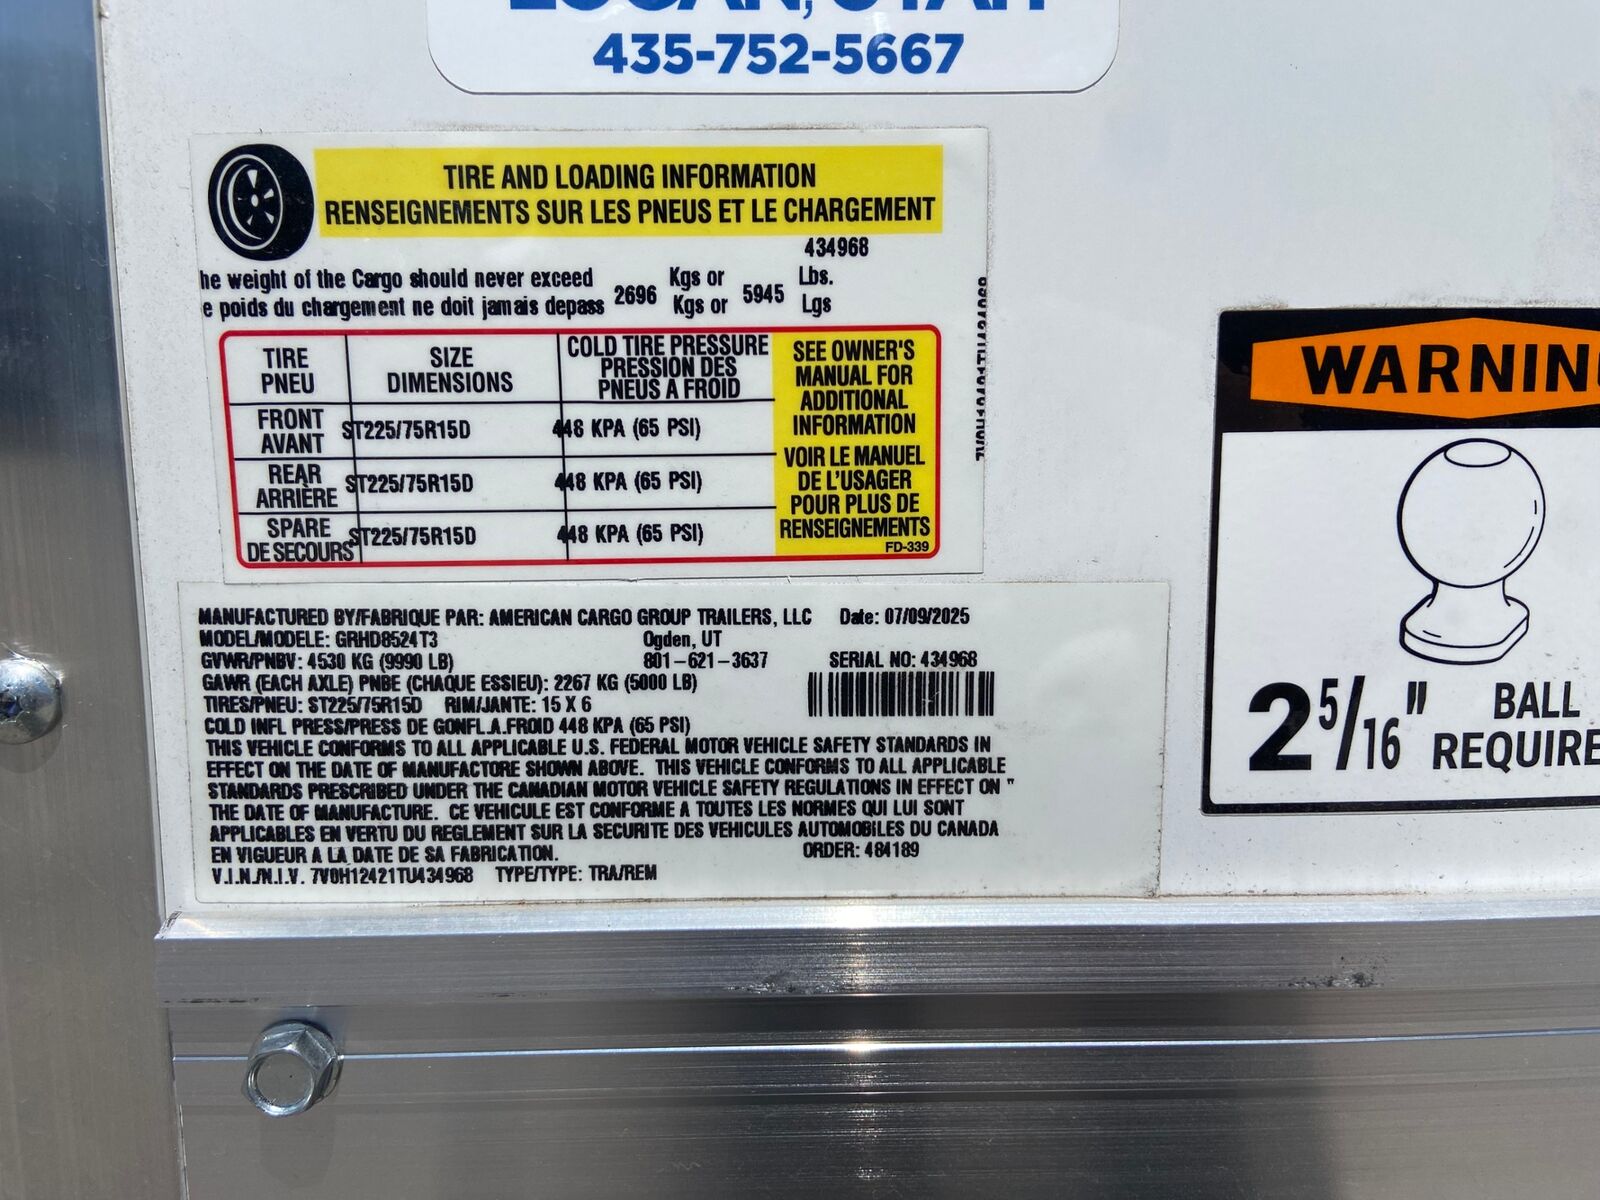 LOGAN, UTAH
435-752-5667
TIRE AND LOADING INFORMATION
RENSEIGNEMENTS SUR LES PNEUS ET LE CHARGEMENT
434968
he weight of the Cargo should never exceed 2696 Kgs or 5945 Lbs.
e poids du chargement ne doit jamais depass Kgs or Lgs
TIRE PNEU
SIZE DIMENSIONS
COLD TIRE PRESSURE
PRESSION DES
PNEUS A FROID
FRONT AVANT ST225/75R15D 448 KPA (65 PSI)
REAR ARRIÈRE ST225/75R15D 448 KPA (65 PSI)
SPARE DE SECOURS ST225/75R15D 448 KPA (65 PSI)
SEE OWNER'S
MANUAL FOR
ADDITIONAL
INFORMATION
VOIR LE MANUEL
DE L'USAGER
POUR PLUS DE
RENSEIGNEMENTS
FD-339
MANUFACTURED BY/FABRIQUE PAR: AMERICAN CARGO GROUP TRAILERS, LLC Date: 07/09/2025
MODEL/MODELE: GRHD8524T3 Ogden, UT
GVWR/PNBV: 4530 KG (9990 LB) 801-621-3637 SERIAL NO: 434968
GAWR (EACH AXLE) PNBE (CHAQUE ESSIEU): 2267 KG (5000 LB)
TIRES/PNEU: ST225/75R15D RIM/JANTE: 15 X 6
COLD INFL PRESS/PRESS DE GONFL.A.FROID 448 KPA (65 PSI)
THIS VEHICLE CONFORMS TO ALL APPLICABLE U.S. FEDERAL MOTOR VEHICLE SAFETY STANDARDS IN
EFFECT ON THE DATE OF MANUFACTORE SHOWN ABOVE. THIS VEHICLE CONFORMS TO ALL APPLICABLE
STANDARDS PRESCRIBED UNDER THE CANADIAN MOTOR VEHICLE SAFETY REGULATIONS IN EFFECT ON "
THE DATE OF MANUFACTURE. CE VEHICULE EST CONFORME A TOUTES LES NORMES QUI LUI SONT
APPLICABLES EN VERTU DU REGLEMENT SUR LA SECURITE DES VEHICULES AUTOMOBILES DU CANADA
EN VIGUEUR A LA DATE DE SA FABRICATION. ORDER: 484189
V.I.N./N.I.V. 7V0H12421TU434968 TYPE/TYPE: TRA/REM
WARNIN
2 5/16" BALL
REQUIRE